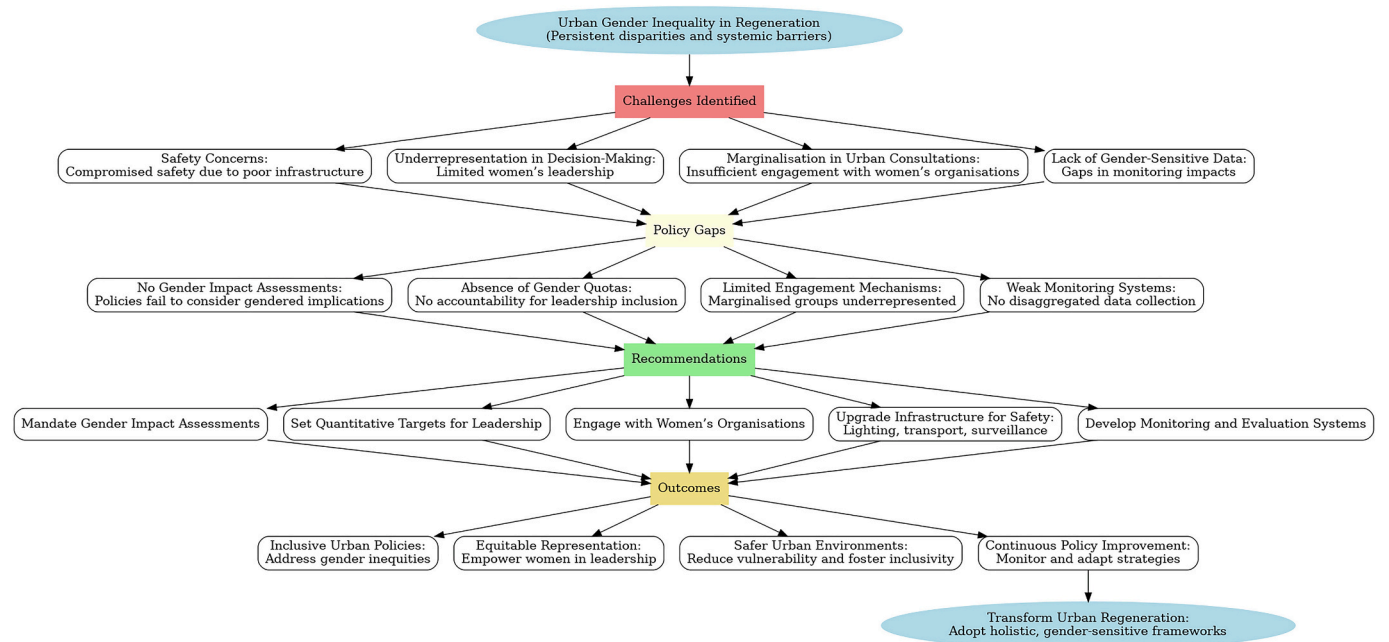 Urban Gender Inequality in Regeneration
(Persistent disparities and systemic barriers)
Challenges Identified
Safety Concerns:
Compromised safety due to poor infrastructure
Underrepresentation in Decision-Making:
Limited women’s leadership
Marginalisation in Urban Consultations:
Insufficient engagement with women’s organisations
Lack of Gender-Sensitive Data:
Gaps in monitoring impacts
Policy Gaps
No Gender Impact Assessments:
Policies fail to consider gendered implications
Absence of Gender Quotas:
No accountability for leadership inclusion
Limited Engagement Mechanisms:
Marginalised groups underrepresented
Weak Monitoring Systems:
No disaggregated data collection
Recommendations
Mandate Gender Impact Assessments
Set Quantitative Targets for Leadership
Engage with Women’s Organisations
Upgrade Infrastructure for Safety:
Lighting, transport, surveillance
Develop Monitoring and Evaluation Systems
Outcomes
Inclusive Urban Policies:
Address gender inequities
Equitable Representation:
Empower women in leadership
Safer Urban Environments:
Reduce vulnerability and foster inclusivity
Continuous Policy Improvement:
Monitor and adapt strategies
Transform Urban Regeneration:
Adopt holistic, gender-sensitive frameworks